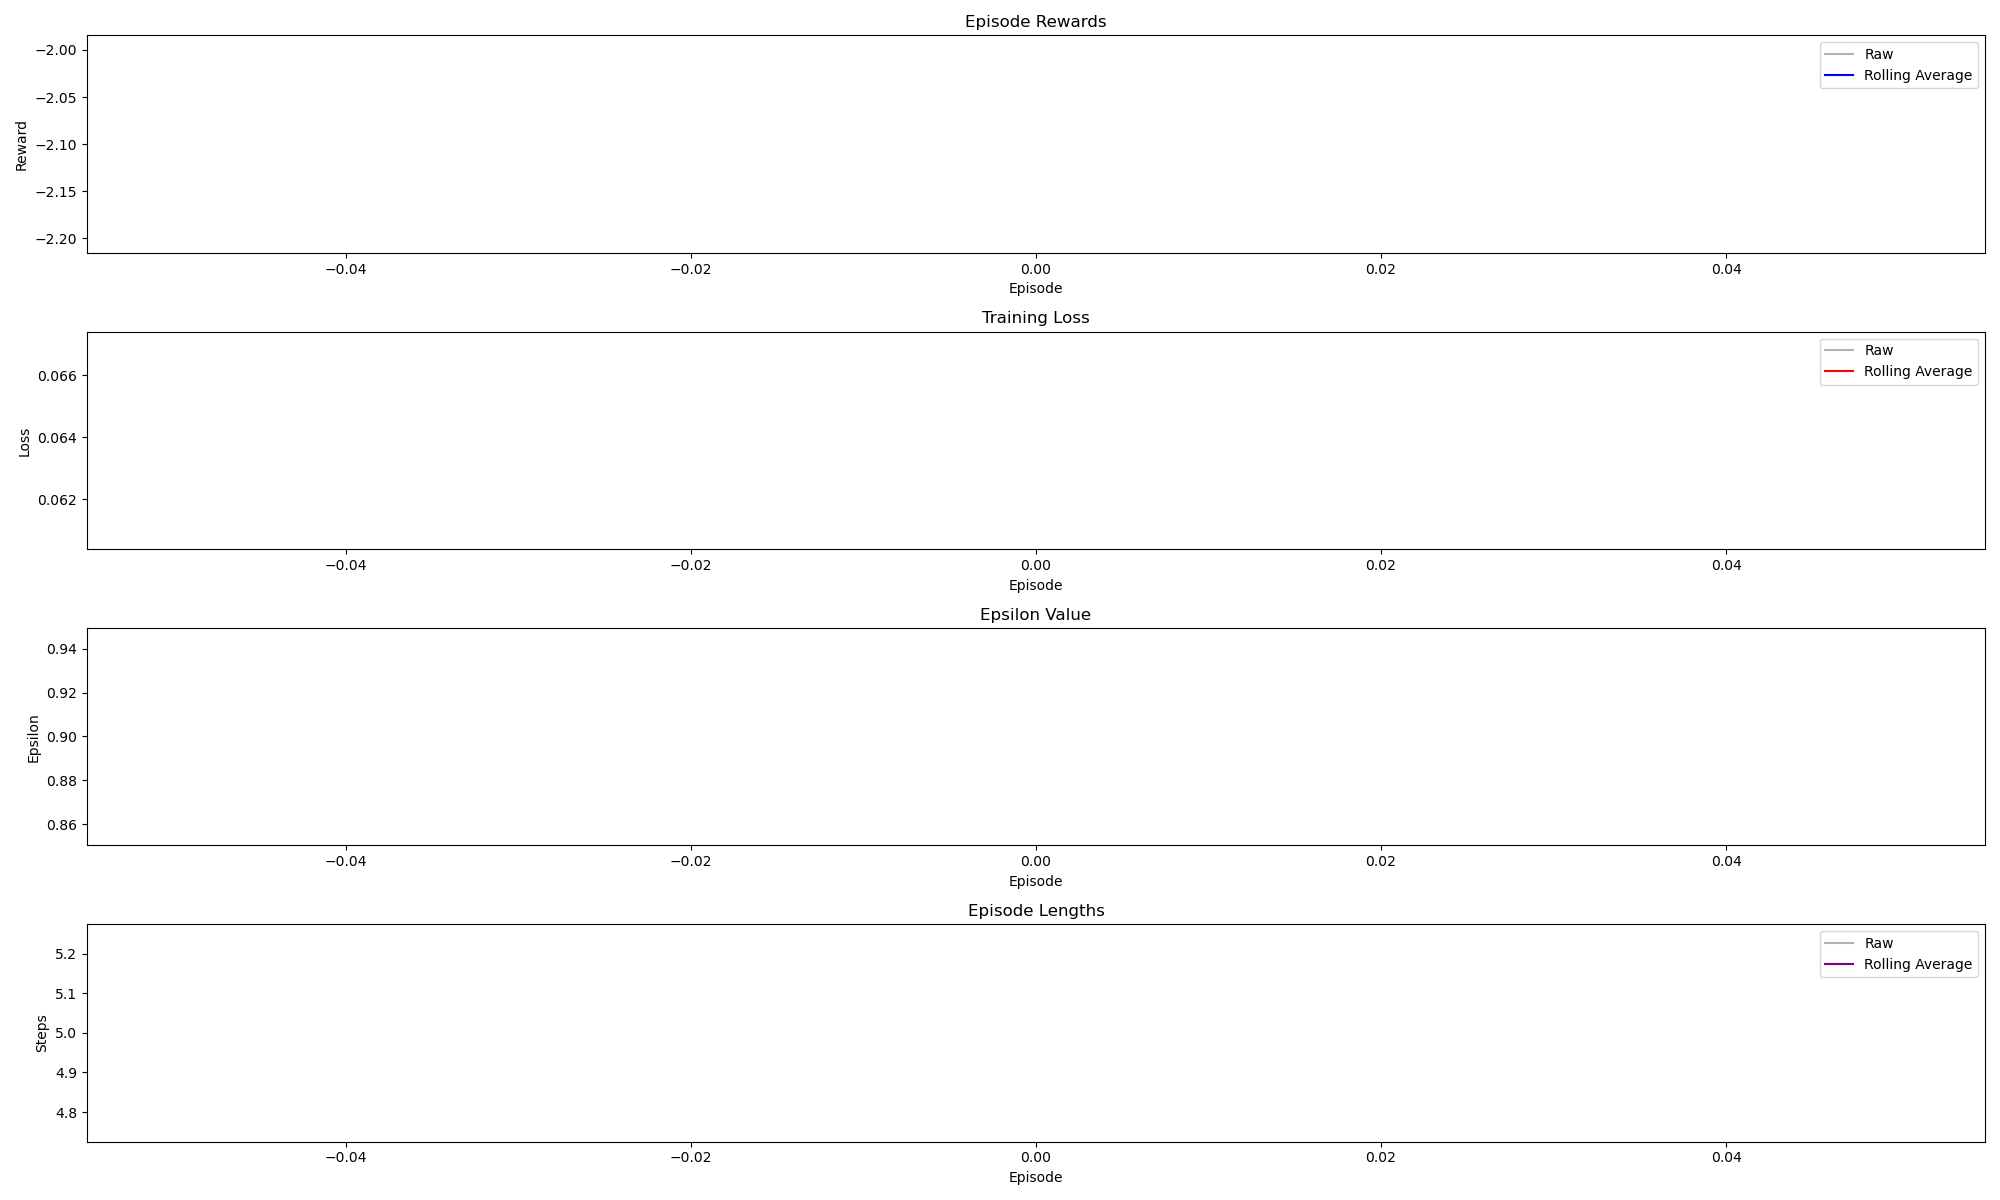 Episode Rewards
−2.00
−2.05
−2.10
−2.15
−2.20
Reward
Raw
Rolling Average
−0.04
−0.02
0.00
0.02
0.04
Episode
Training Loss
0.066
0.064
0.062
Loss
Raw
Rolling Average
−0.04
−0.02
0.00
0.02
0.04
Episode
Epsilon Value
0.94
0.92
0.90
0.88
0.86
Epsilon
−0.04
−0.02
0.00
0.02
0.04
Episode
Episode Lengths
5.2
5.1
5.0
4.9
4.8
Steps
Raw
Rolling Average
−0.04
−0.02
0.00
0.02
0.04
Episode